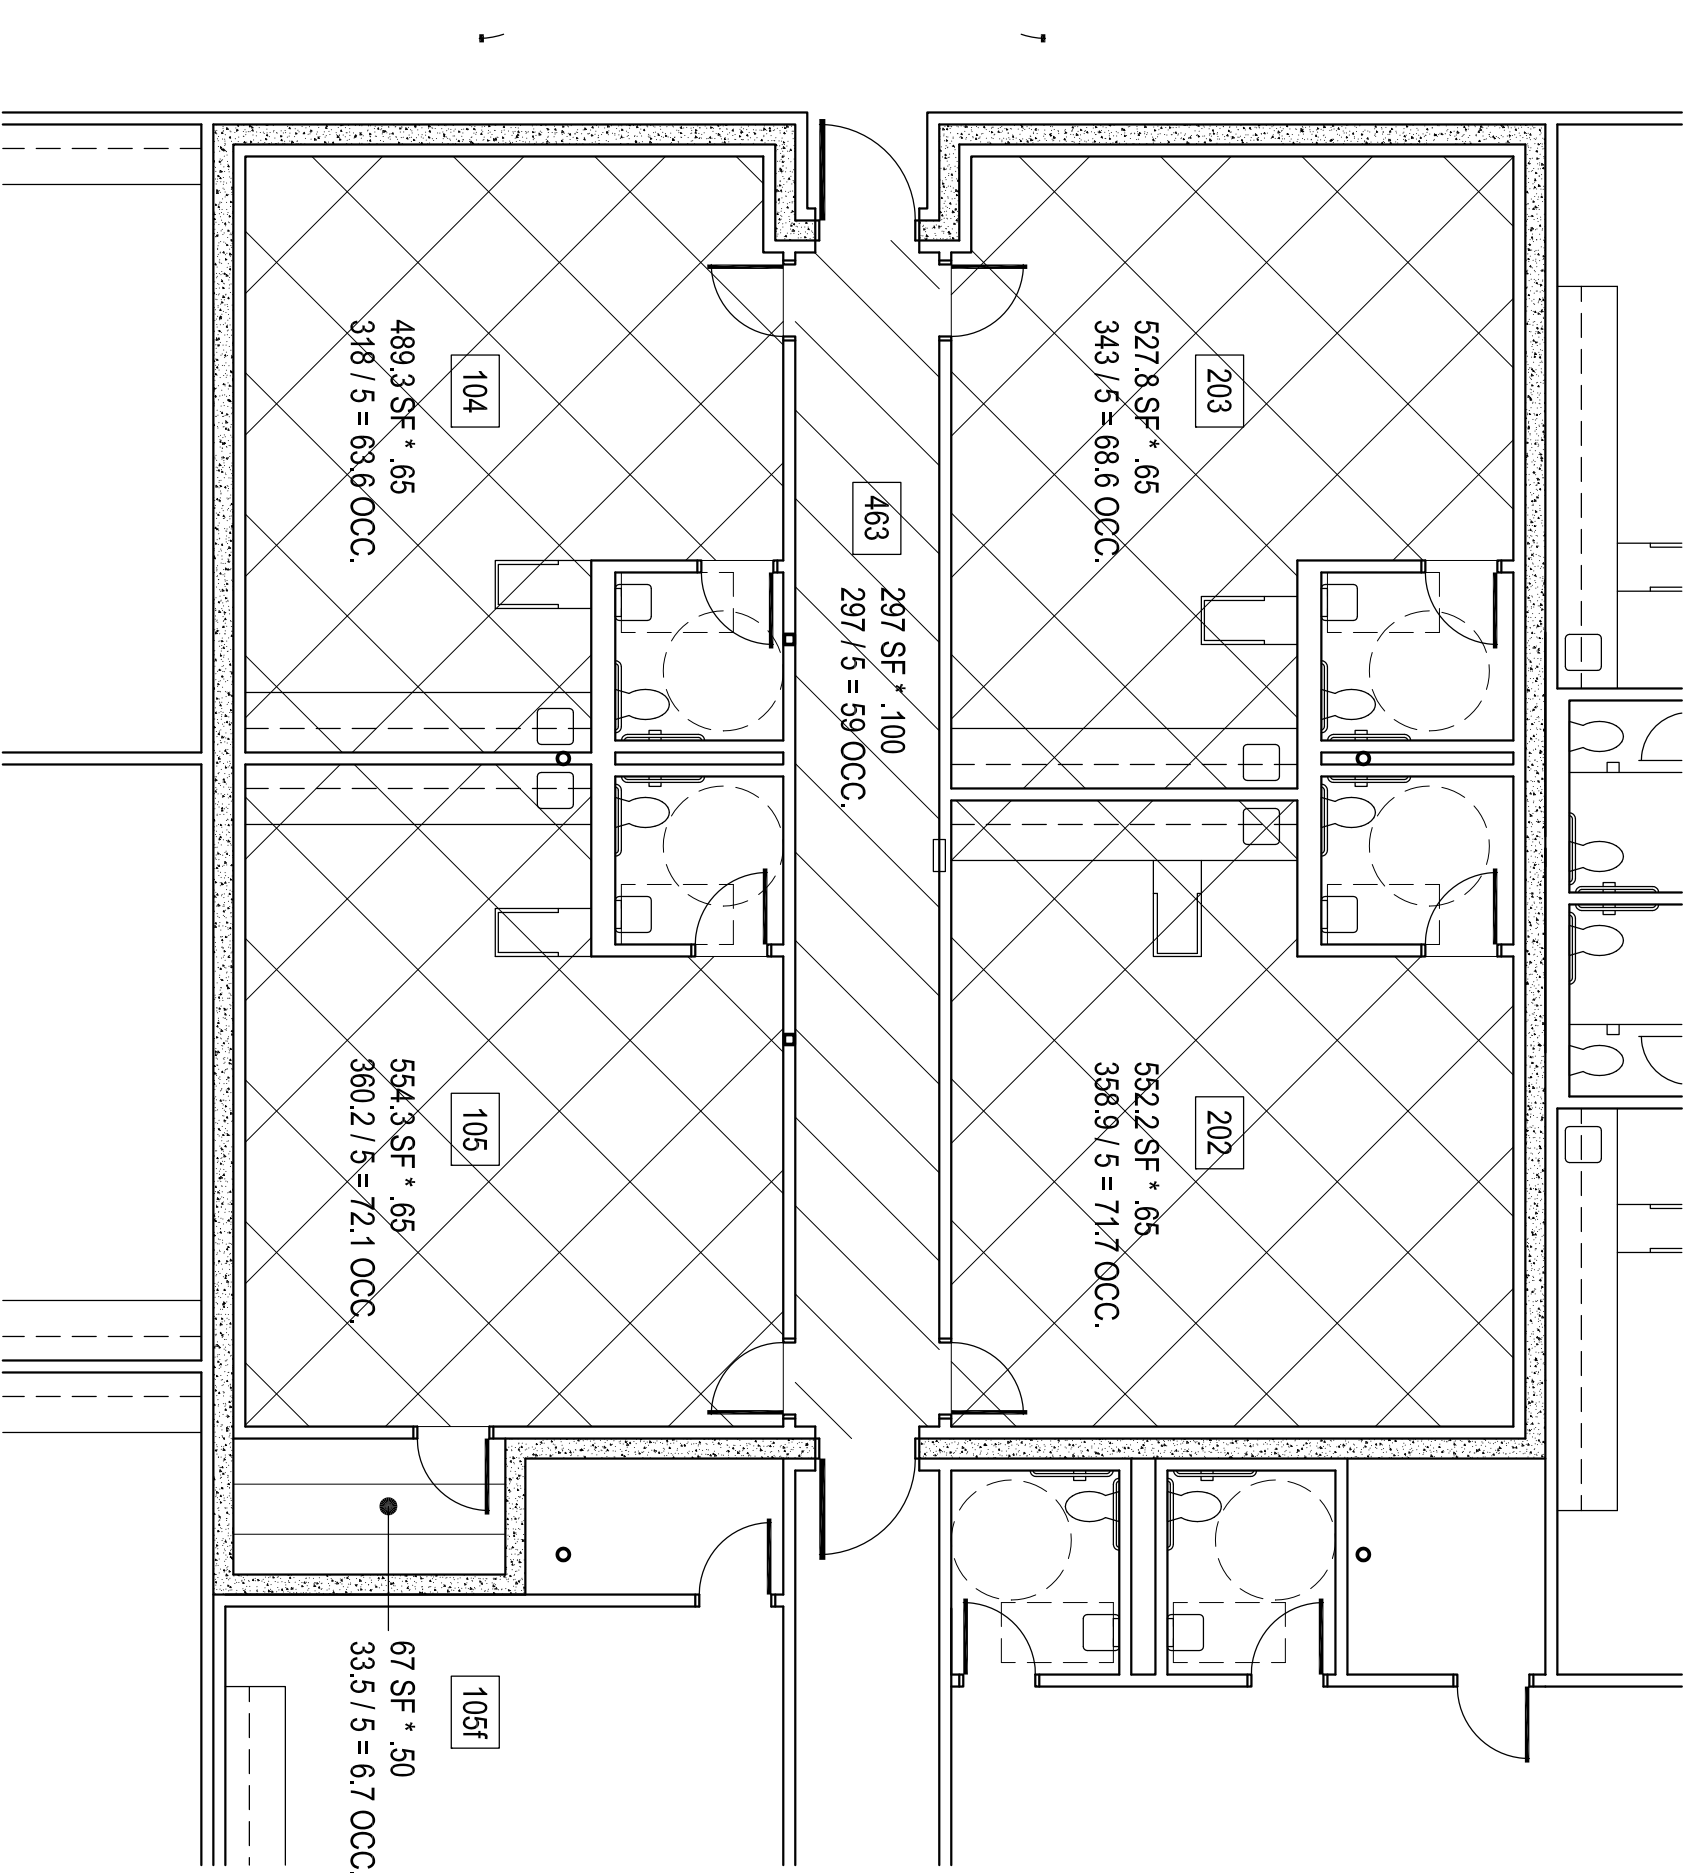 203
527.8 SF * .65
343 / 5 = 68.6 OCC.
202
552.2 SF * .65
358.9 / 5 = 71.7 OCC.
463
297 SF * .100
297 / 5 = 59 OCC.
104
489.3 SF * .65
318 / 5 = 63.6 OCC.
105
554.3 SF * .65
360.2 / 5 = 72.1 OCC.
105f
67 SF * .50
33.5 / 5 = 6.7 OCC.